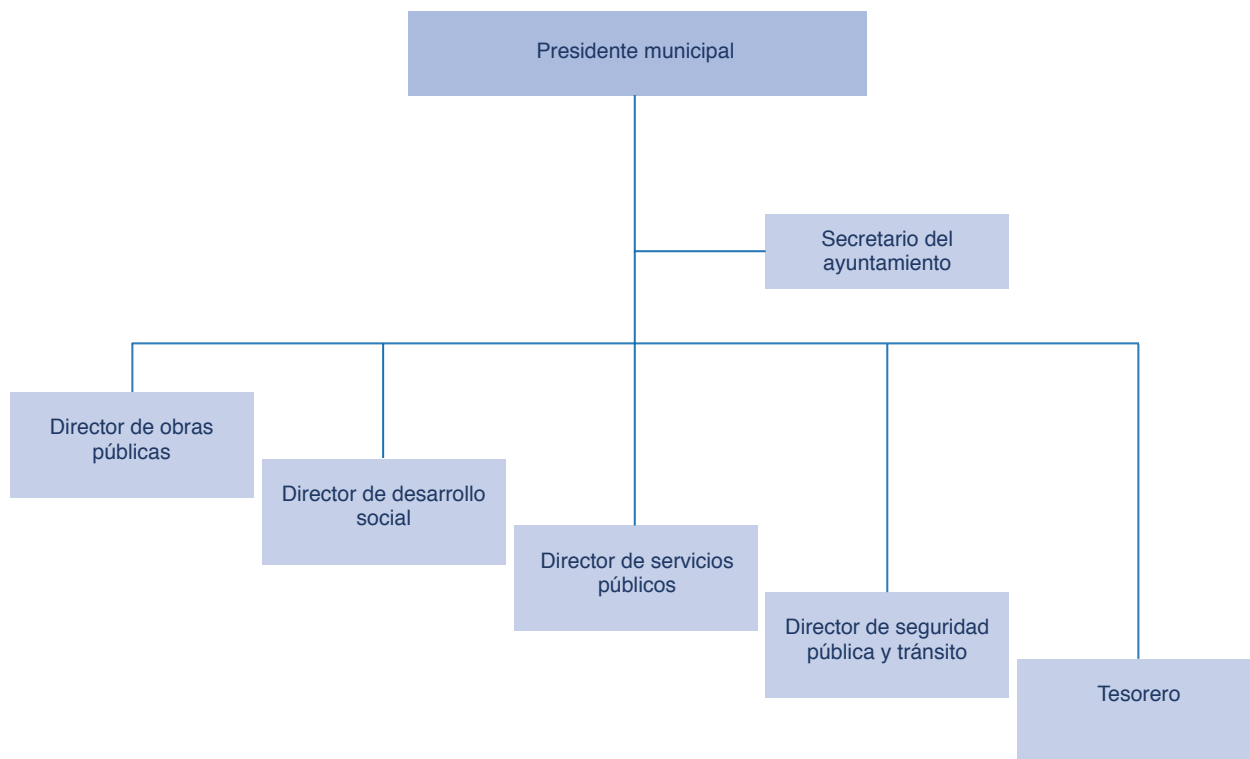 Presidente municipal
Secretario del
ayuntamiento
Director de obras
públicas
Director de desarrollo
social
Director de servicios
públicos
Director de seguridad
pública y tránsito
Tesorero